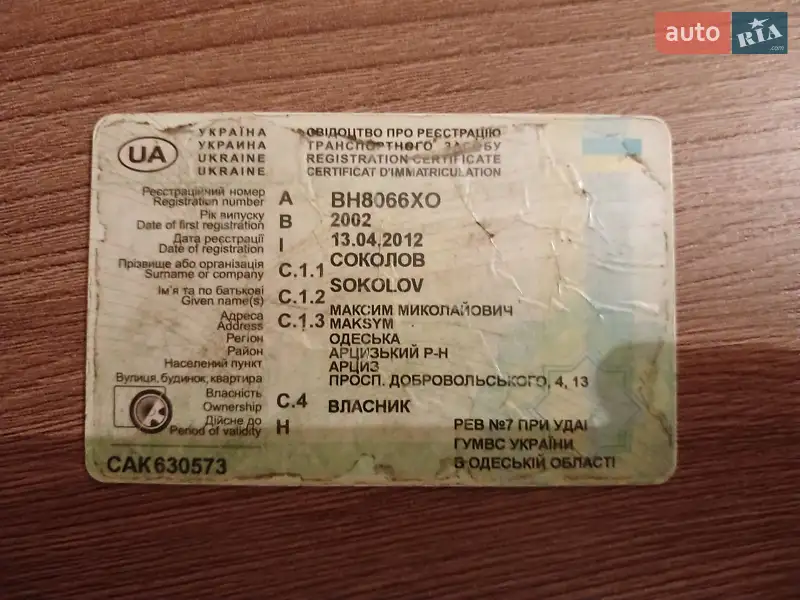 auto RIA .com
УКРАЇНА СВІДОЦТВО ПРО РЕЄСТРАЦІЮ
УКРАИНА ТРАНСПОРТНОГО ЗАСОБУ
UKRAINE REGISTRATION CERTIFICATE
UKRAINE CERTIFICAT D'IMMATRICULATION
UA
Реєстраційний номер
Registration number A ВН8066ХО
Рік випуску
Date of first registration B 2002
Дата реєстрації
Date of registration I 13.04.2012
Прізвище або організація
Surname or company C.1.1 СОКОЛОВ
SOKOLOV
Ім'я та по батькові
Given name(s) C.1.2 МАКСИМ МИКОЛАЙОВИЧ
MAKSYM
Адреса
Address C.1.3
Регіон ОДЕСЬКА
Район АРЦИЗЬКИЙ Р-Н
Населений пункт АРЦИЗ
Вулиця, будинок, квартира ПРОСП. ДОБРОВОЛЬСЬКОГО, 4, 13
Власність
Ownership C.4 ВЛАСНИК
Дійсне до
Period of validity H
РЕВ №7 ПРИ УДАІ
ГУМВС УКРАЇНИ
В ОДЕСЬКІЙ ОБЛАСТІ
САК630573